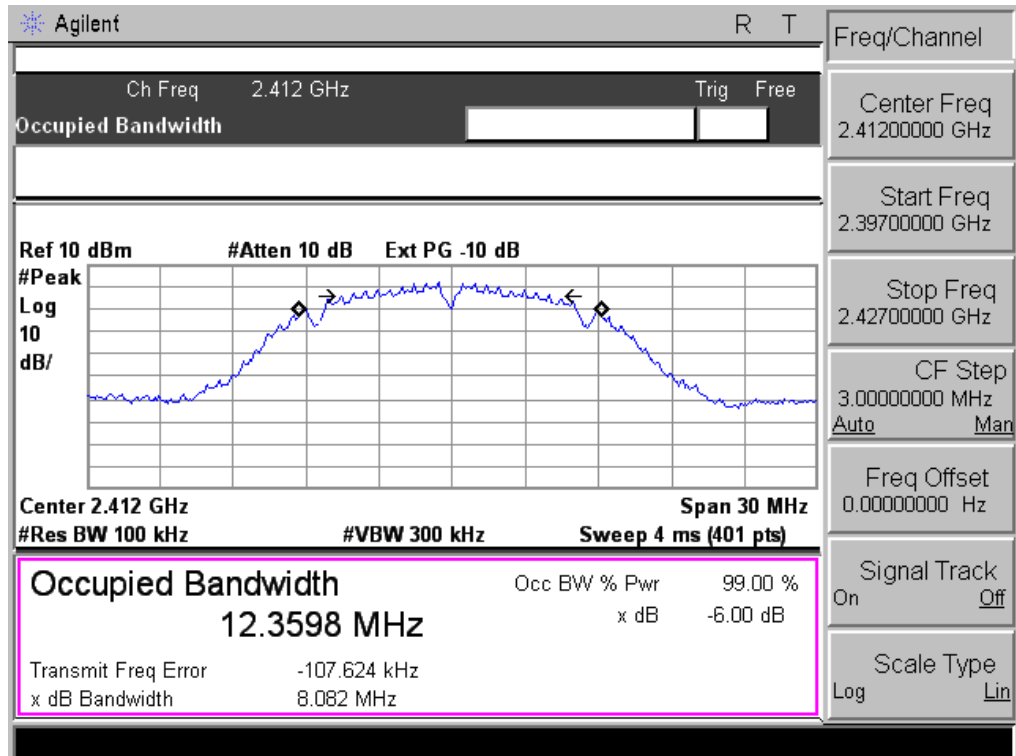 Agilent R T
Ch Freq 2.412 GHz Trig Free
Occupied Bandwidth
Ref 10 dBm #Atten 10 dB Ext PG -10 dB
#Peak
Log
10
dB/
Center 2.412 GHz Span 30 MHz
#Res BW 100 kHz #VBW 300 kHz Sweep 4 ms (401 pts)
Occupied Bandwidth
12.3598 MHz
Occ BW % Pwr 99.00 %
x dB -6.00 dB
Transmit Freq Error -107.624 kHz
x dB Bandwidth 8.082 MHz
Freq/Channel
Center Freq
2.41200000 GHz
Start Freq
2.39700000 GHz
Stop Freq
2.42700000 GHz
CF Step
3.00000000 MHz
Auto Man
Freq Offset
0.00000000 Hz
Signal Track
On Off
Scale Type
Log Lin